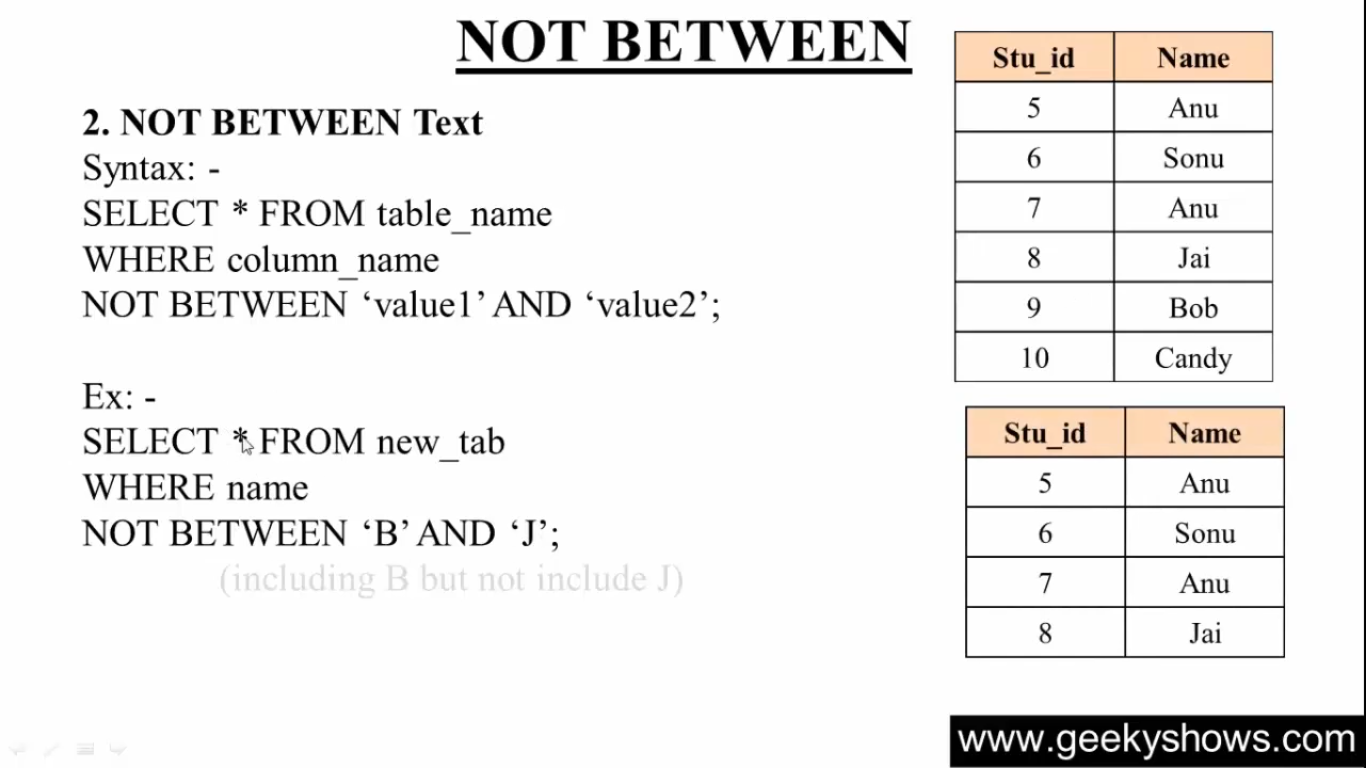 NOT BETWEEN
2. NOT BETWEEN Text
Syntax: -
SELECT * FROM table_name
WHERE column_name
NOT BETWEEN ‘value1’ AND ‘value2’;
Ex: -
SELECT * FROM new_tab
WHERE name
NOT BETWEEN ‘B’ AND ‘J’;
(including B but not include J)
Stu_id Name
5 Anu
6 Sonu
7 Anu
8 Jai
9 Bob
10 Candy
Stu_id Name
5 Anu
6 Sonu
7 Anu
8 Jai
www.geekyshows.com